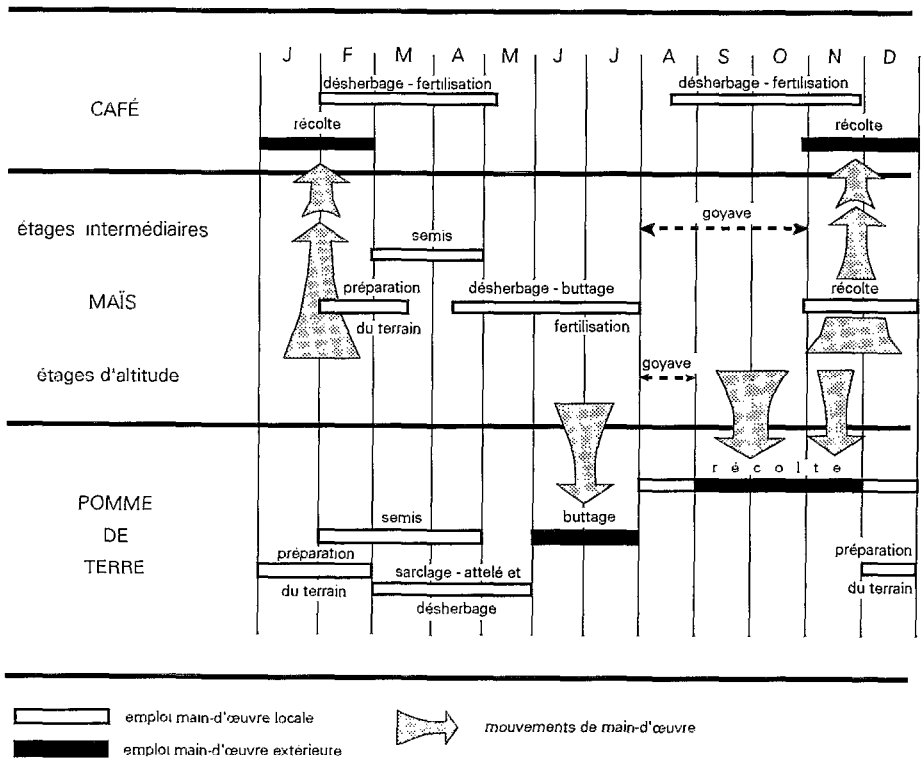 J F M A M J J A S O N D
désherbage - fertilisation
désherbage - fertilisation
CAFÉ
récolte
récolte
étages intermédiaires
goyave
semis
préparation
désherbage - buttage
récolte
MAÏS
du terrain
fertilisation
goyave
étages d'altitude
récolte
POMME
DE
TERRE
semis
buttage
préparation
du terrain
sarclage - attelé et
désherbage
préparation
du terrain
emploi main-d'œuvre locale
mouvements de main-d'œuvre
emploi main-d'œuvre extérieure